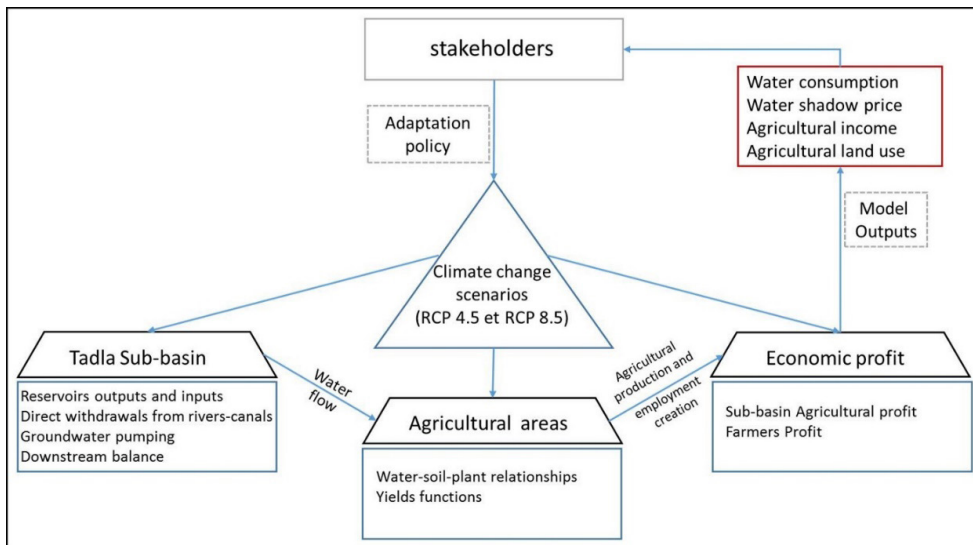 stakeholders
Water consumption
Water shadow price
Agricultural income
Agricultural land use
Adaptation
policy
Model
Outputs
Climate change
scenarios
(RCP 4.5 et RCP 8.5)
Tadla Sub-basin
Reservoirs outputs and inputs
Direct withdrawals from rivers-canals
Groundwater pumping
Downstream balance
Water
flow
Agricultural areas
Water-soil-plant relationships
Yields functions
Agricultural
production and
employment
creation
Economic profit
Sub-basin Agricultural profit
Farmers Profit